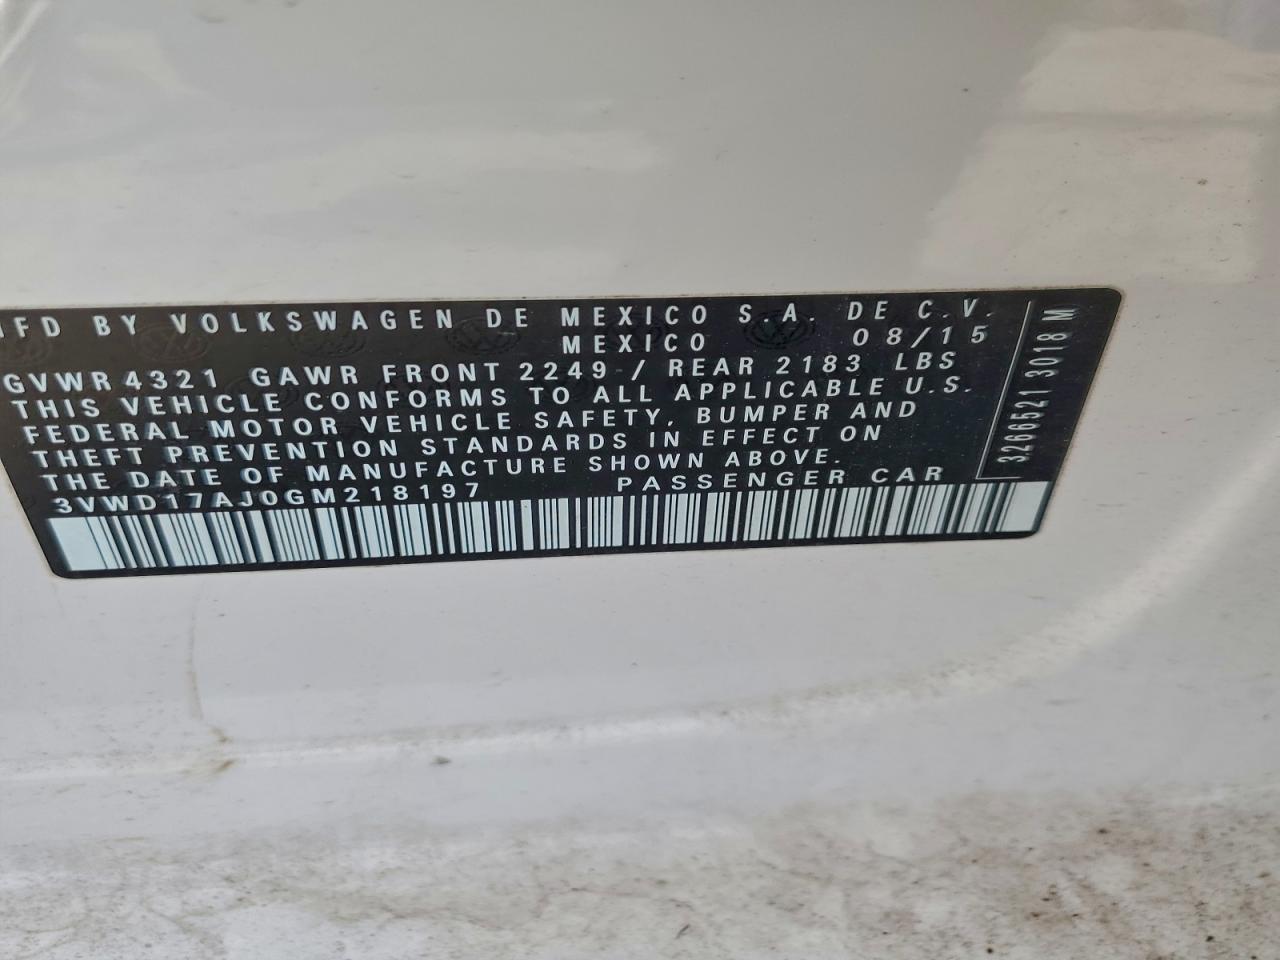 MFD BY VOLKSWAGEN DE MEXICO S.A. DE C.V.
MEXICO 08/15
GVWR 4321 GAWR FRONT 2249 / REAR 2183 LBS
THIS VEHICLE CONFORMS TO ALL APPLICABLE U.S.
FEDERAL MOTOR VEHICLE SAFETY, BUMPER AND
THEFT PREVENTION STANDARDS IN EFFECT ON
THE DATE OF MANUFACTURE SHOWN ABOVE.
3VWD17AJ0GM218197 PASSENGER CAR
3266521 3018 M